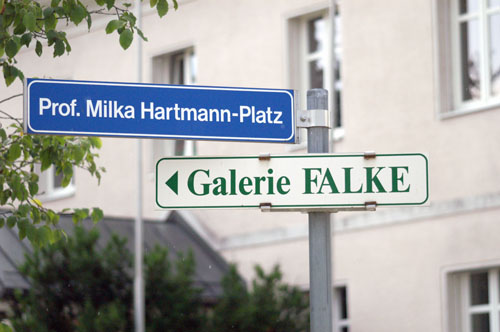 Prof. Milka Hartmann-Platz
Galerie FALKE